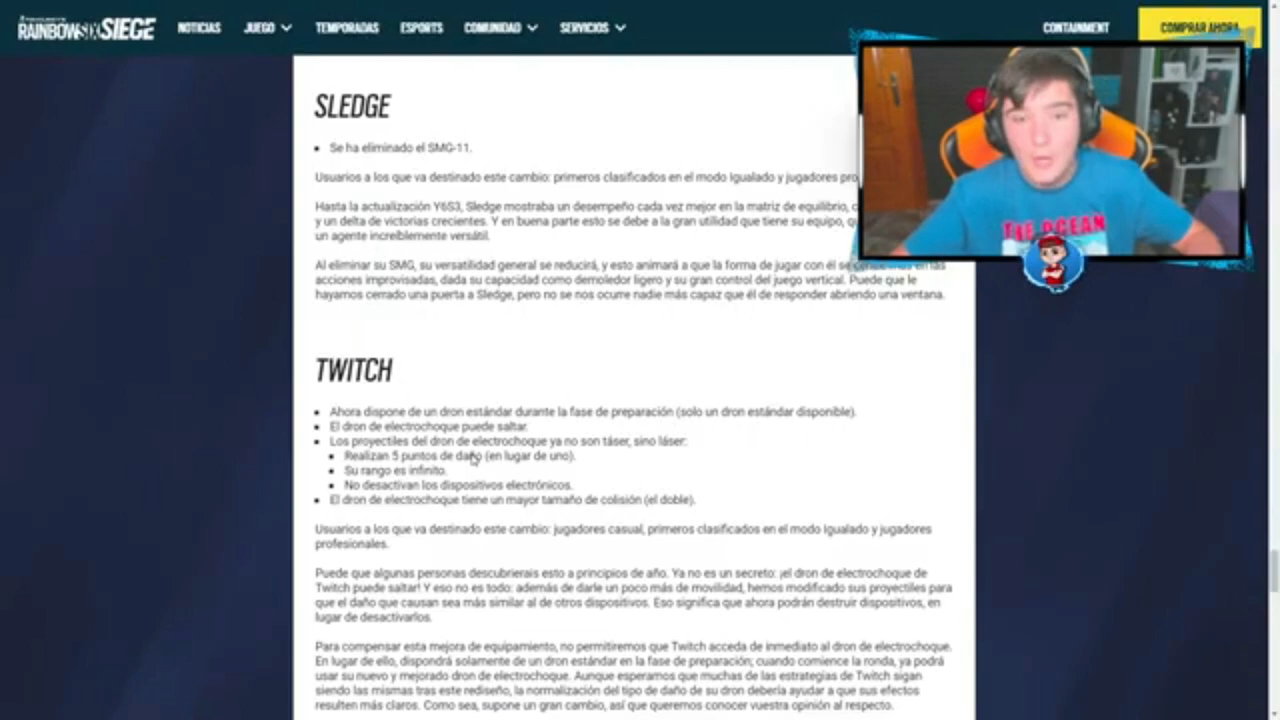 RAINBOWSIX SIEGE
NOTICIAS
JUEGO
TEMPORADAS
ESPORTS
COMUNIDAD
SERVICIOS
CONTAINMENT
COMPRAR AHORA
SLEDGE
Se ha eliminado el SMG-11.
Usuarios a los que va destinado este cambio: primeros clasificados en el modo Igualado y jugadores
Hasta la actualización Y6S3, Sledge mostraba un desempeño cada vez mejor en la matriz de equilibrio,
y un delta de victorias crecientes. Y en buena parte esto se debe a la gran utilidad que tiene su equipo,
un agente increíblemente versátil.
Al eliminar su SMG, su versatilidad general se reducirá, y esto animará a que la forma de jugar con él se en las
acciones improvisadas, dada su capacidad como demoledor ligero y su gran control del juego vertical. Puede que le
hayamos cerrado una puerta a Sledge, pero no se nos ocurre nadie más capaz que él de responder abriendo una ventana.
TWITCH
Ahora dispone de un dron estándar durante la fase de preparación (solo un dron estándar disponible).
El dron de electrochoque puede saltar.
Los proyectiles del dron de electrochoque ya no son táser, sino láser:
Realizan 5 puntos de daño (en lugar de uno).
Su rango es infinito.
No desactivan los dispositivos electrónicos.
El dron de electrochoque tiene un mayor tamaño de colisión (el doble).
Usuarios a los que va destinado este cambio: jugadores casual, primeros clasificados en el modo Igualado y jugadores
profesionales.
Puede que algunas personas descubrierais esto a principios de año. Ya no es un secreto: ¡el dron de electrochoque de
Twitch puede saltar! Y eso no es todo: además de darle un poco más de movilidad, hemos modificado sus proyectiles para
que el daño que causan sea más similar al de otros dispositivos. Eso significa que ahora podrán destruir dispositivos, en
lugar de desactivarlos.
Para compensar esta mejora de equipamiento, no permitiremos que Twitch acceda de inmediato al dron de electrochoque.
En lugar de ello, dispondrá solamente de un dron estándar en la fase de preparación; cuando comience la ronda, ya podrá
usar su nuevo y mejorado dron de electrochoque. Aunque esperamos que muchas de las estrategias de Twitch sigan
siendo las mismas tras este rediseño, la normalización del tipo de daño de su dron debería ayudar a que sus efectos
resulten más claros. Como sea, supone un gran cambio, así que queremos conocer vuestra opinión al respecto.
THE OCEAN